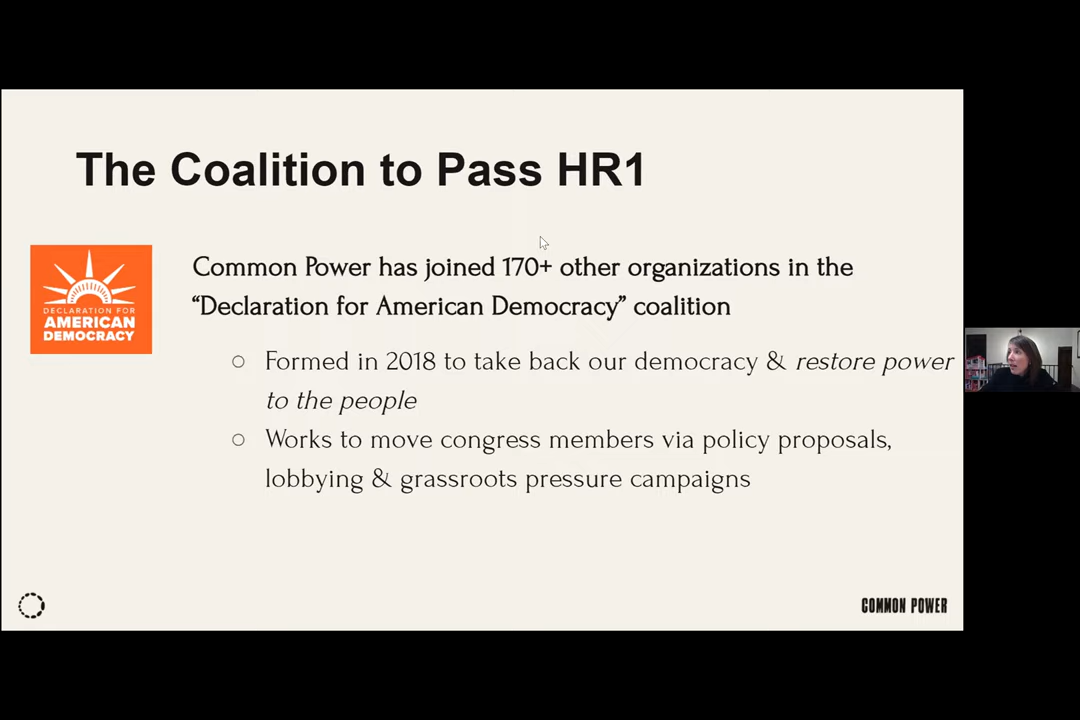 The Coalition to Pass HR1
DECLARATION FOR
AMERICAN
DEMOCRACY
Common Power has joined 170+ other organizations in the
“Declaration for American Democracy” coalition
○ Formed in 2018 to take back our democracy & restore power
to the people
○ Works to move congress members via policy proposals,
lobbying & grassroots pressure campaigns
COMMON POWER